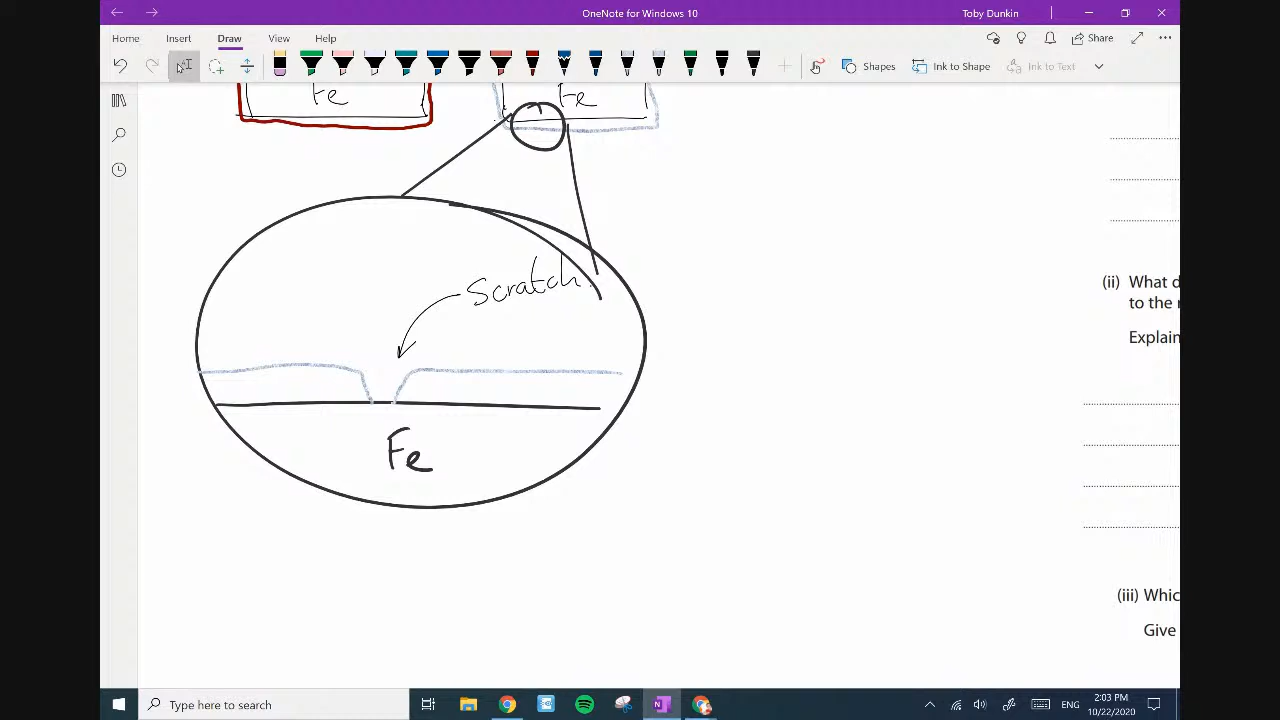 OneNote for Windows 10
Toby Dunkin
Home Insert Draw View Help
Share
Shapes
Ink to Shape
Ink to Text
Fe
Fe
Scratch
Fe
(ii) What d
to the r
Explain
(iii) Whic
Give
Type here to search
ENG
2:03 PM
10/22/2020